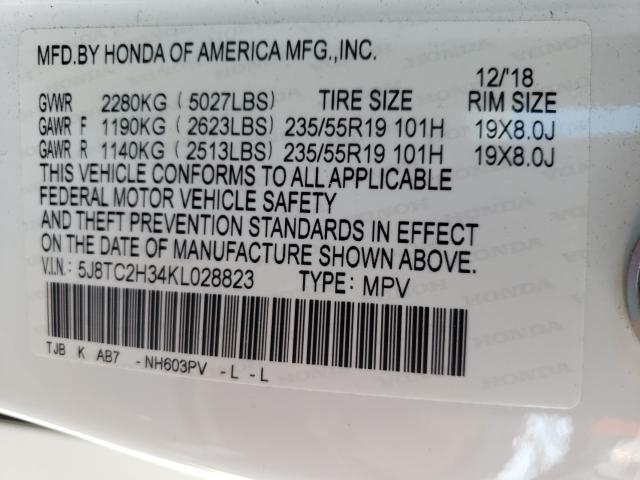 MFD.BY HONDA OF AMERICA MFG.,INC.
12/'18
GVWR 2280KG (5027LBS) TIRE SIZE RIM SIZE
GAWR F 1190KG (2623LBS) 235/55R19 101H 19X8.0J
GAWR R 1140KG (2513LBS) 235/55R19 101H 19X8.0J
THIS VEHICLE CONFORMS TO ALL APPLICABLE
FEDERAL MOTOR VEHICLE SAFETY
AND THEFT PREVENTION STANDARDS IN EFFECT
ON THE DATE OF MANUFACTURE SHOWN ABOVE.
V.I.N.: 5J8TC2H34KL028823 TYPE: MPV
TJB K AB7 -NH603PV -L -L